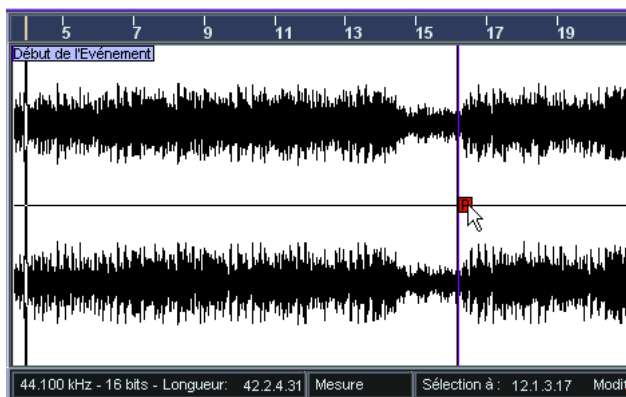 5 7 9 11 13 15 17 19
Début de l'Evénement
P
44.100 kHz - 16 bits - Longueur: 42.2.4.31 Mesure Sélection à : 12.1.3.17